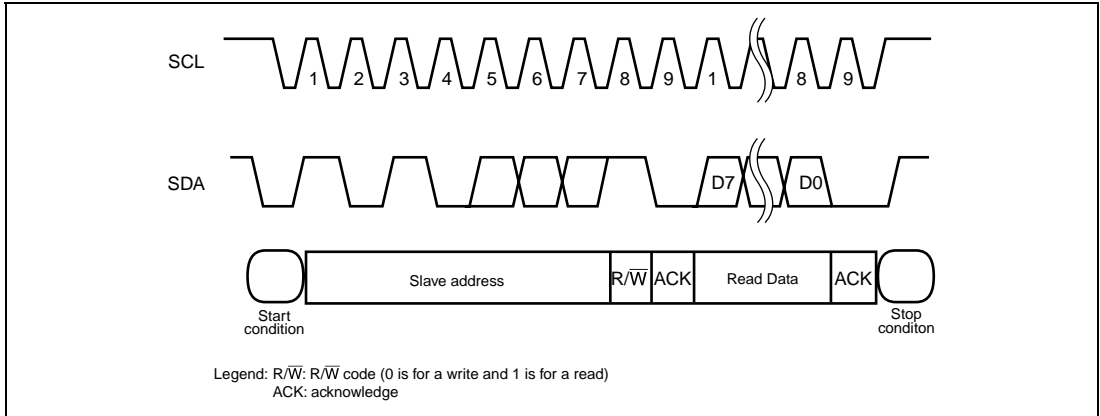 SCL
1 2 3 4 5 6 7 8 9 1 8 9
SDA
D7 D0
Slave address R/W̅ ACK Read Data ACK
Start
condition
Stop
conditon
Legend: R/W̅: R/W̅ code (0 is for a write and 1 is for a read)
ACK: acknowledge